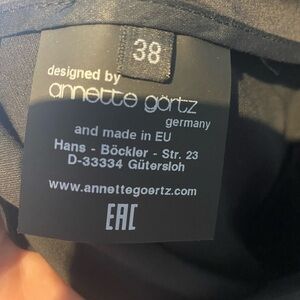 38
designed by
annette görtz
germany
and made in EU
Hans - Böckler - Str. 23
D-33334 Gütersloh
www.annettegoertz.com
EAC